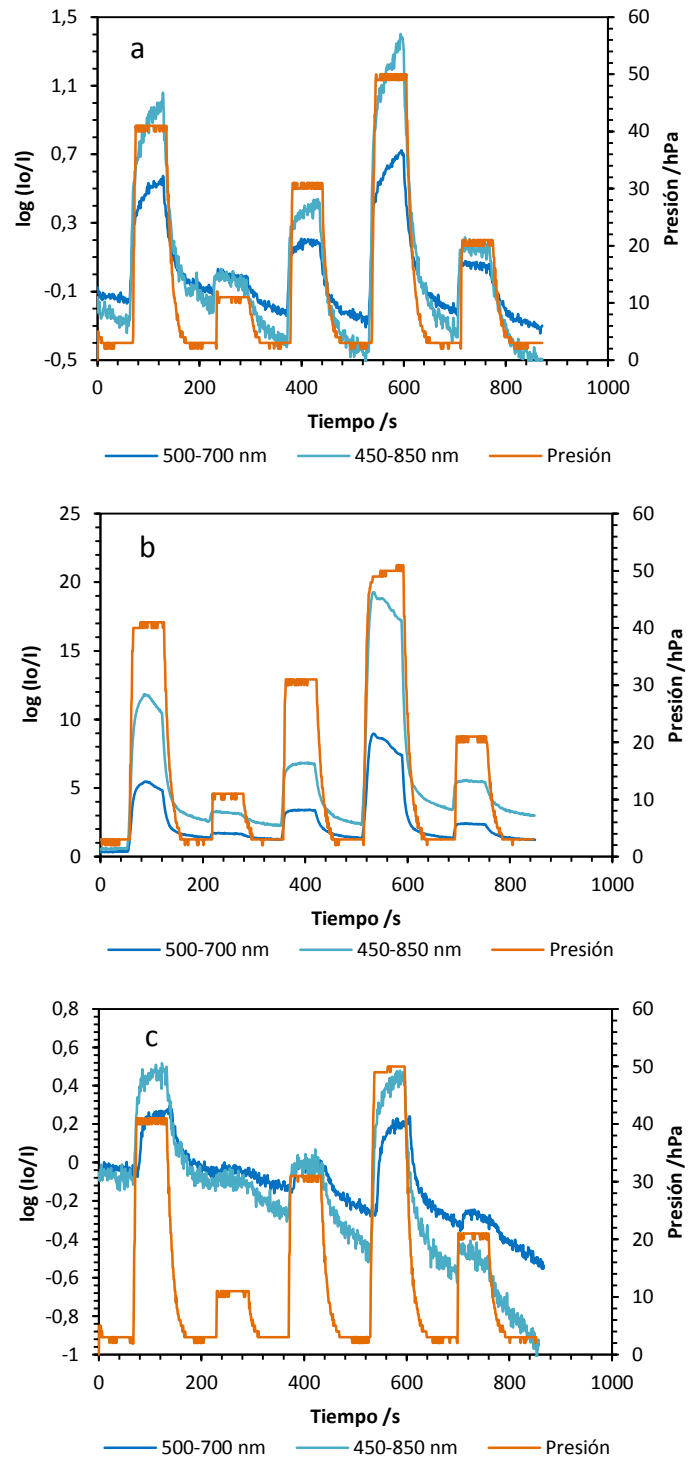 a
1,5
1,1
0,7
0,3
-0,1
-0,5
log (Io/I)
60
50
40
30
20
10
0
Presión /hPa
0 200 400 600 800 1000
Tiempo /s
500-700 nm 450-850 nm Presión
b
25
20
15
10
5
0
log (Io/I)
60
50
40
30
20
10
0
Presión /hPa
0 200 400 600 800 1000
Tiempo /s
500-700 nm 450-850 nm Presión
c
0,8
0,6
0,4
0,2
0
-0,2
-0,4
-0,6
-0,8
-1
log (Io/I)
60
50
40
30
20
10
0
Presión /hPa
0 200 400 600 800 1000
Tiempo /s
500-700 nm 450-850 nm Presión